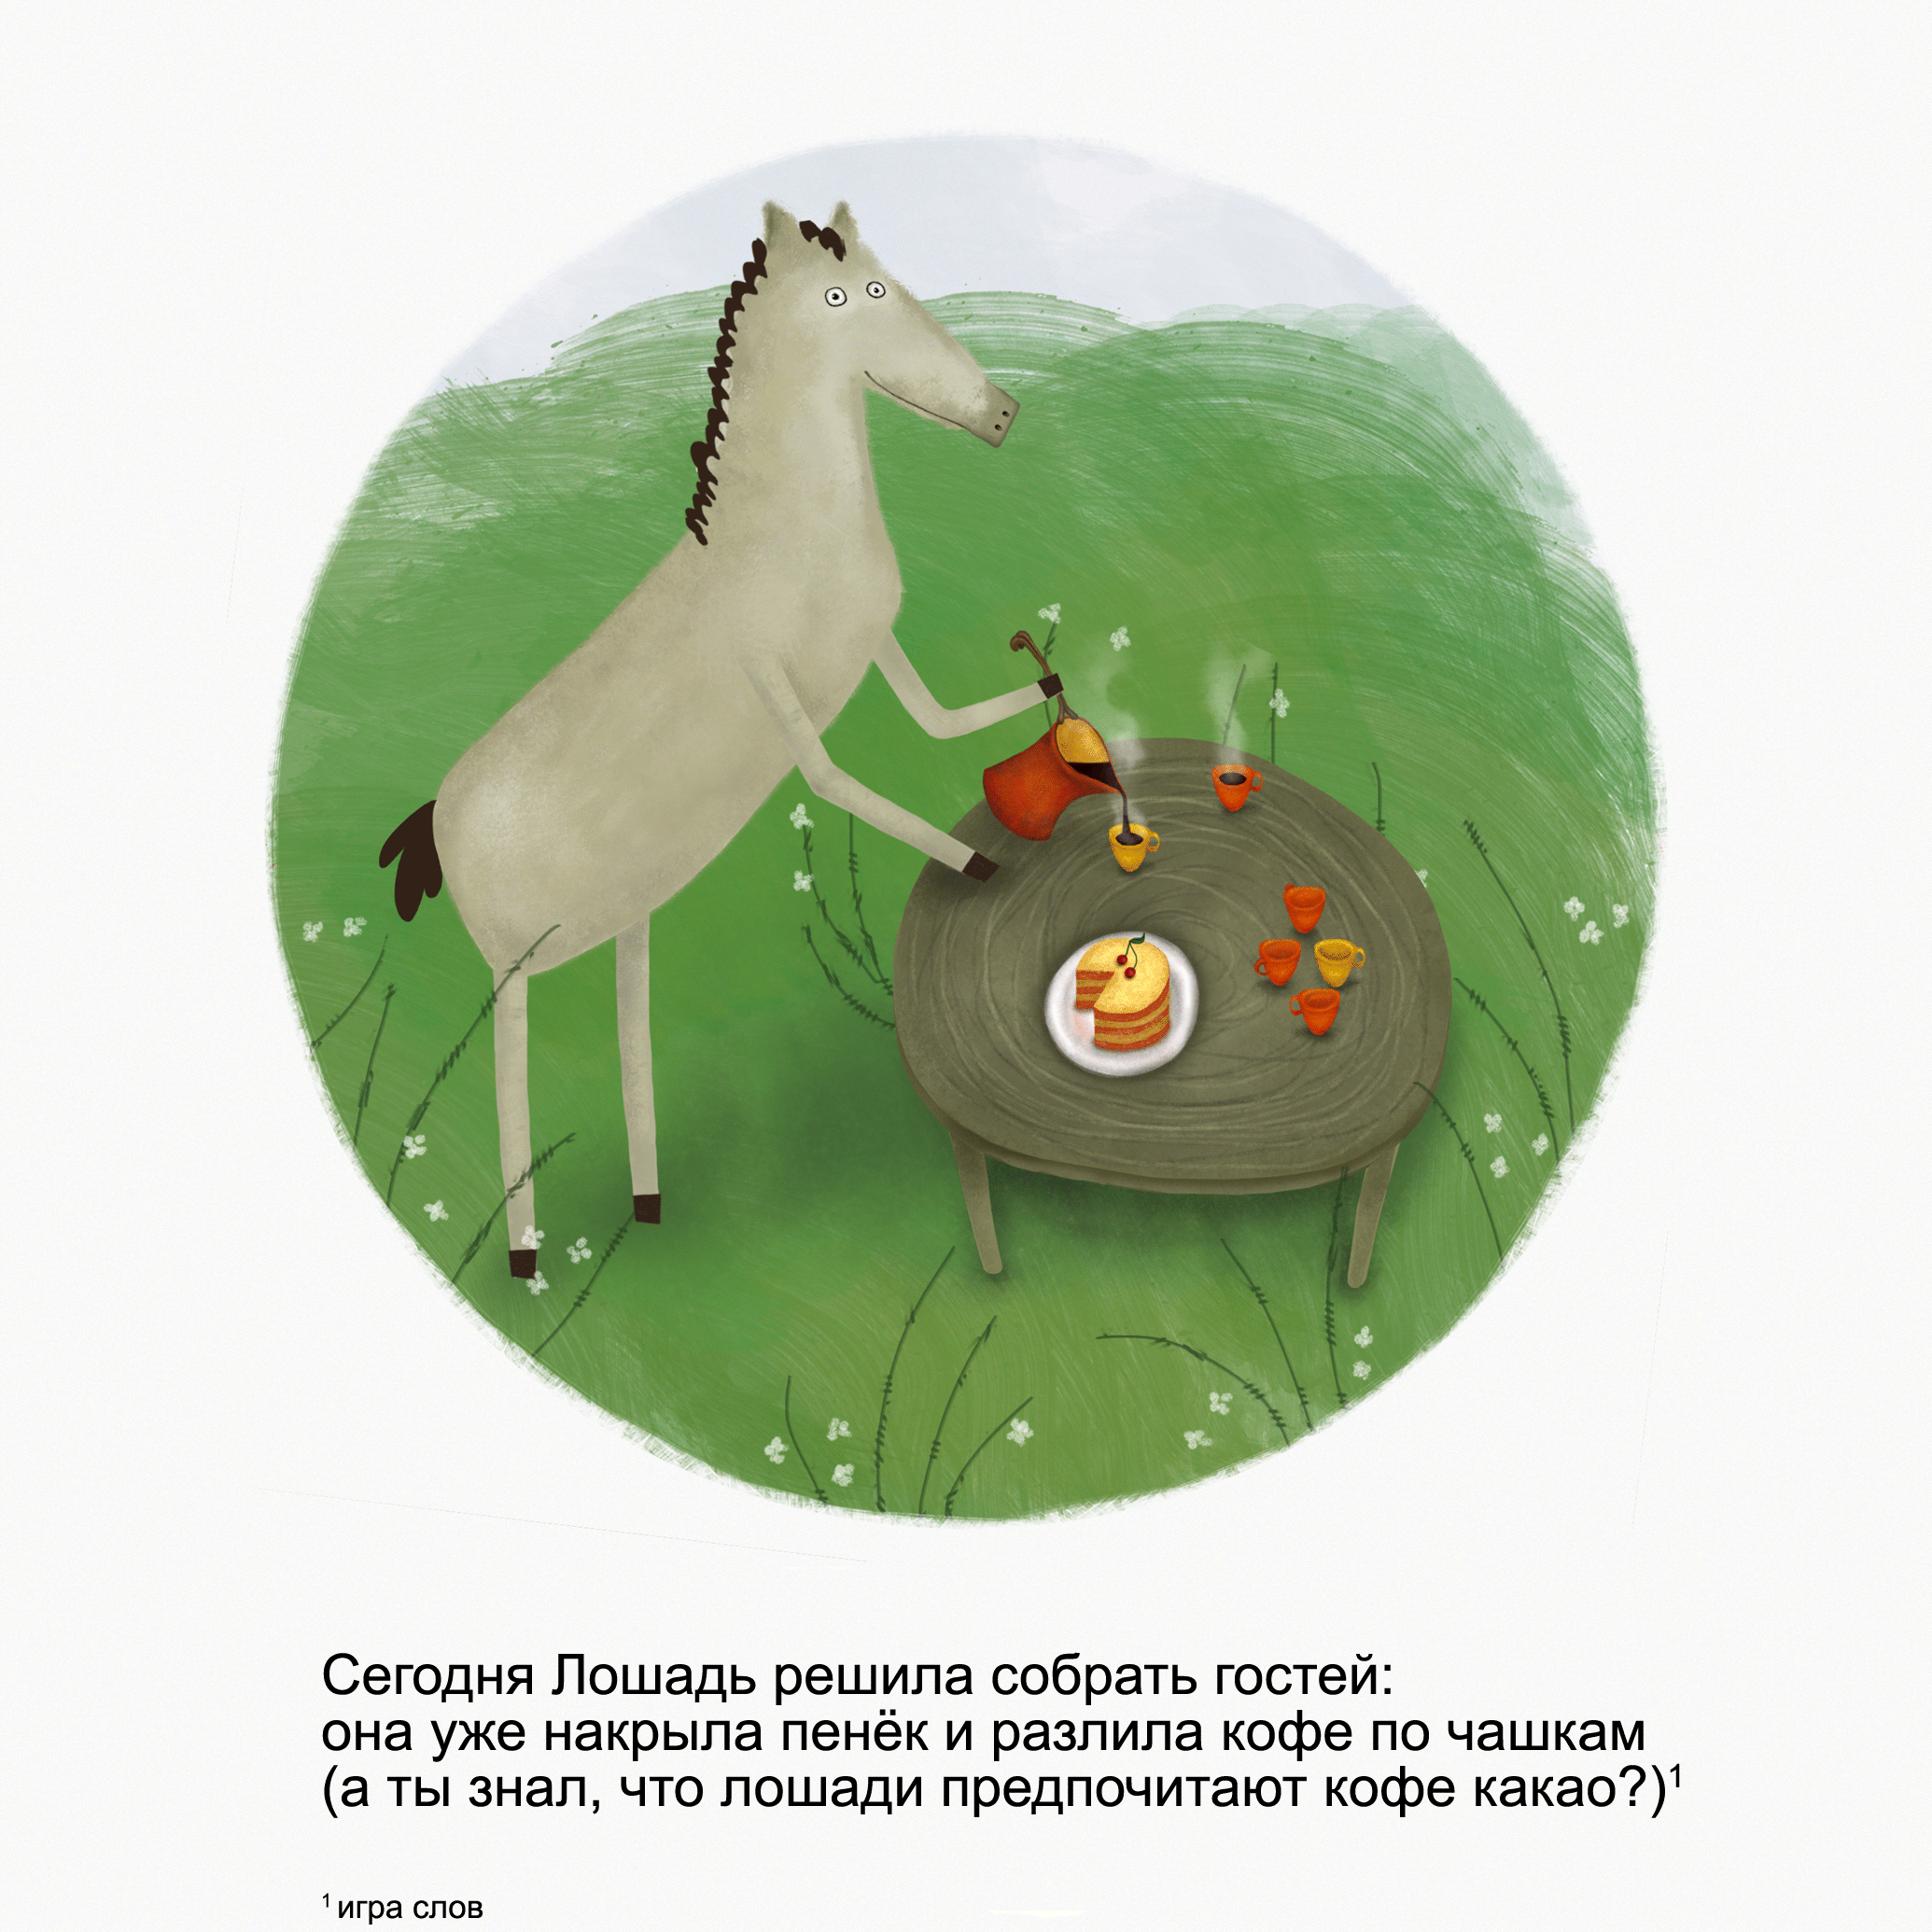 Сегодня Лошадь решила собрать гостей:
она уже накрыла пенёк и разлила кофе по чашкам
(а ты знал, что лошади предпочитают кофе какао?)¹
¹ игра слов